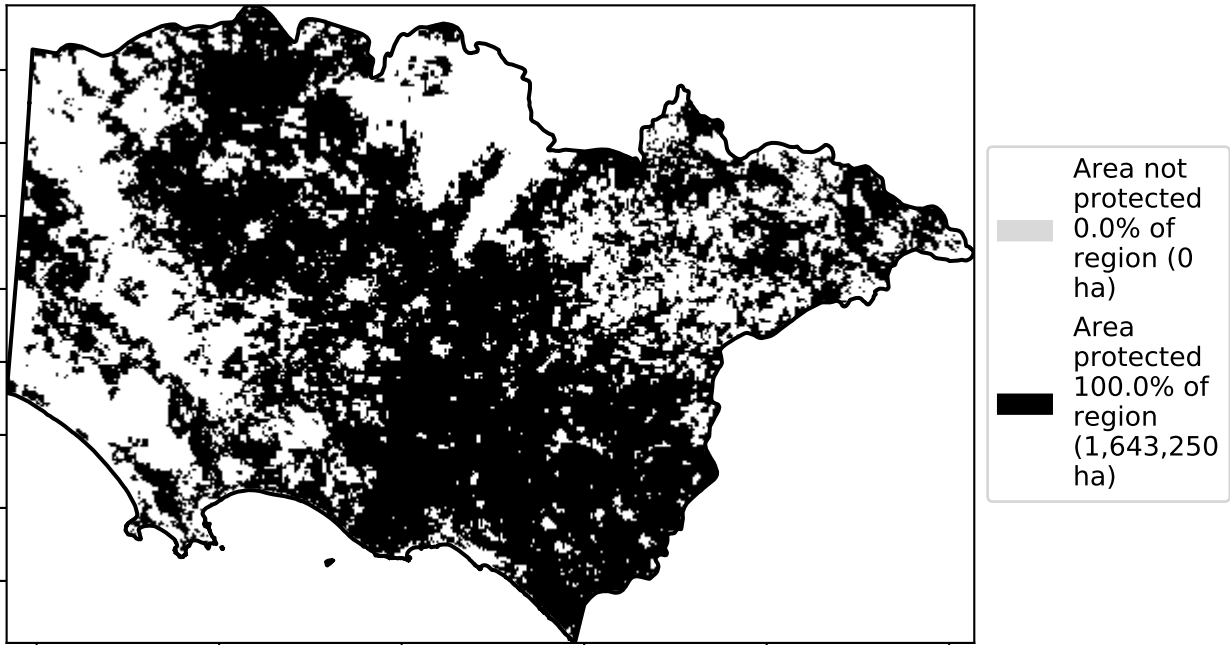 Area not
protected
0.0% of
region (0
ha)
Area
protected
100.0% of
region
(1,643,250
ha)